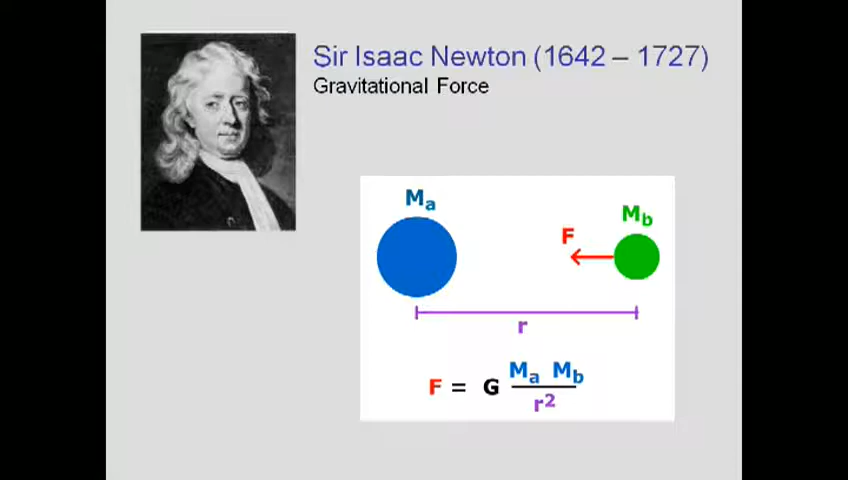 Sir Isaac Newton (1642 – 1727)
Gravitational Force
Ma
Mb
F
r
F = G Ma Mb / r²